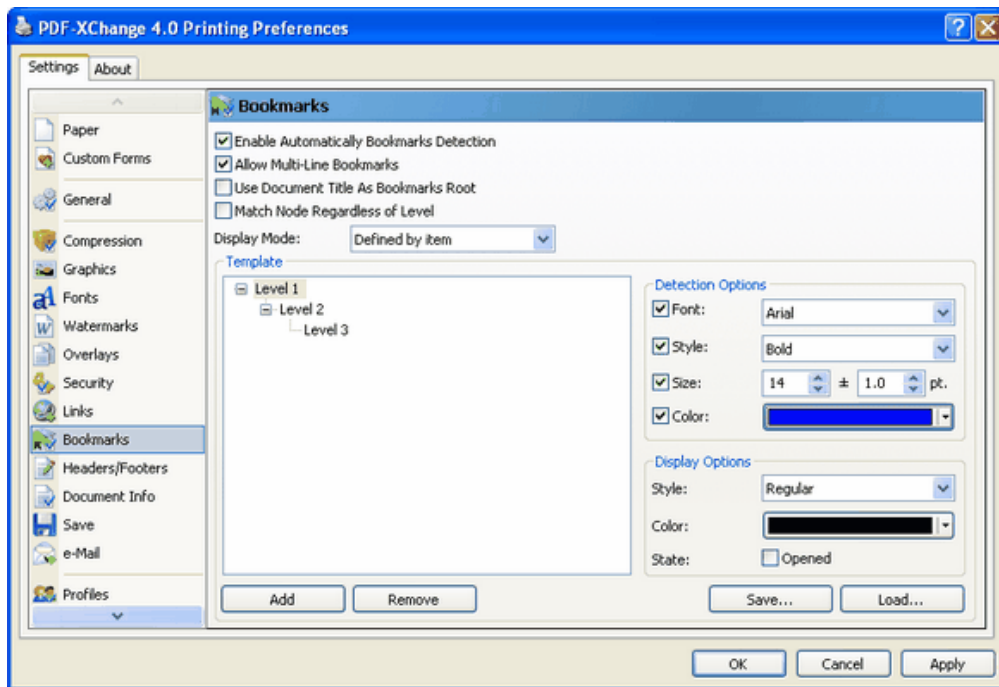 PDF-XChange 4.0 Printing Preferences
Settings About
Bookmarks
Paper
Custom Forms
General
Compression
Graphics
Fonts
Watermarks
Overlays
Security
Links
Bookmarks
Headers/Footers
Document Info
Save
e-Mail
Profiles
Enable Automatically Bookmarks Detection
Allow Multi-Line Bookmarks
Use Document Title As Bookmarks Root
Match Node Regardless of Level
Display Mode: Defined by item
Template
Level 1
Level 2
Level 3
Detection Options
Font: Arial
Style: Bold
Size: 14 ± 1.0 pt.
Color:
Display Options
Style: Regular
Color:
State: Opened
Add Remove Save... Load...
OK Cancel Apply